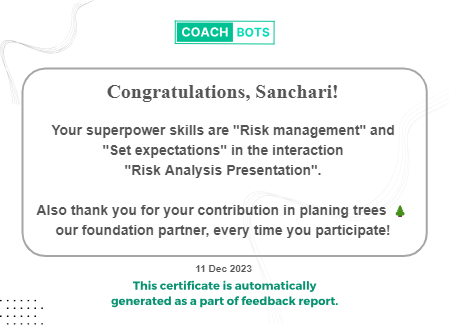 COACH BOTS
Congratulations, Sanchari!
Your superpower skills are "Risk management" and
"Set expectations" in the interaction
"Risk Analysis Presentation".
Also thank you for your contribution in planing trees 🌲
our foundation partner, every time you participate!
11 Dec 2023
This certificate is automatically
generated as a part of feedback report.